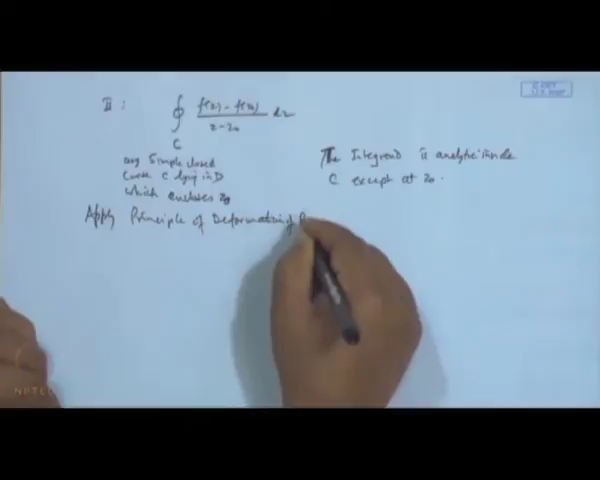 II : ∮ f(z) - f(z0) / z - z0 dz
C
any Simple closed
Curve C lying in D
which encloses z0
The Integrand is analytic inside
C except at z0 .
Apply Principle of Deformation of P
NPTEL